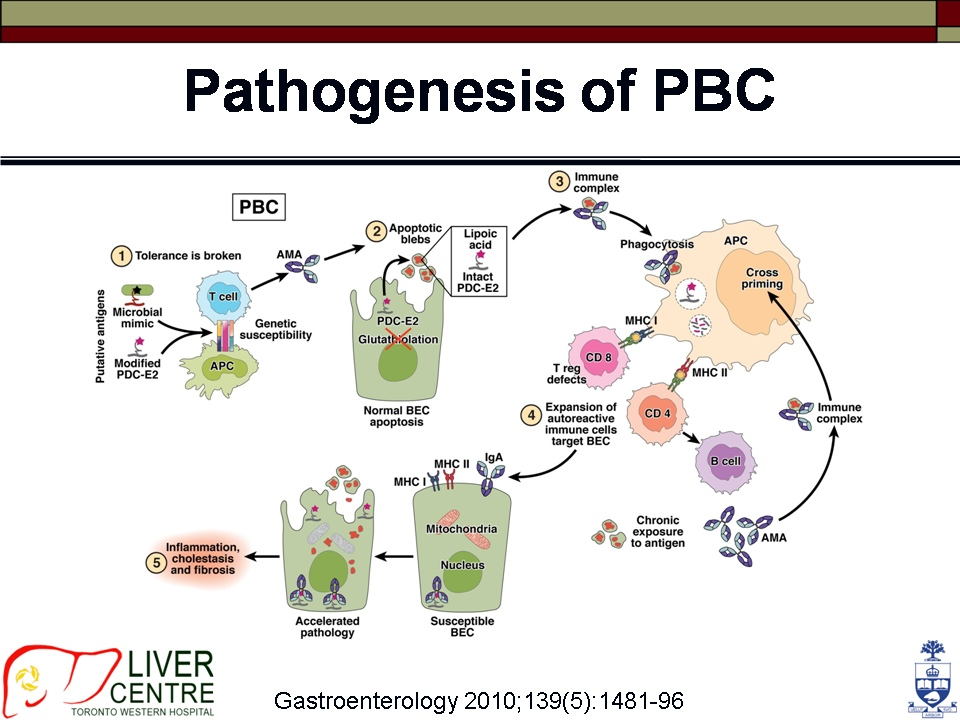 Pathogenesis of PBC
PBC
1 Tolerance is broken
Putative antigens
Microbial
mimic
Modified
PDC-E2
T cell
APC
Genetic
susceptibility
AMA
2 Apoptotic
blebs
Lipoic
acid
Intact
PDC-E2
PDC-E2
Glutathiolation
Normal BEC
apoptosis
3 Immune
complex
Phagocytosis
APC
Cross
priming
MHC I
CD 8
T reg
defects
MHC II
CD 4
4 Expansion of
autoreactive
immune cells
target BEC
B cell
Immune
complex
Chronic
exposure
to antigen
AMA
MHC I
MHC II
IgA
Mitochondria
Nucleus
Susceptible
BEC
Accelerated
pathology
5 Inflammation,
cholestasis
and fibrosis
LIVER
CENTRE
TORONTO WESTERN HOSPITAL
Gastroenterology 2010;139(5):1481-96